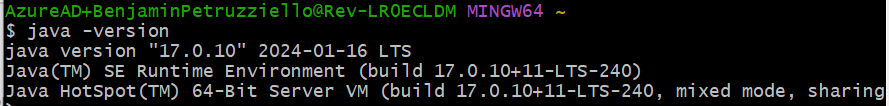 AzureAD+BenjaminPetruzziello@Rev-LR0ECLDM MINGW64 ~
$ java -version
java version "17.0.10" 2024-01-16 LTS
Java(TM) SE Runtime Environment (build 17.0.10+11-LTS-240)
Java HotSpot(TM) 64-Bit Server VM (build 17.0.10+11-LTS-240, mixed mode, sharing